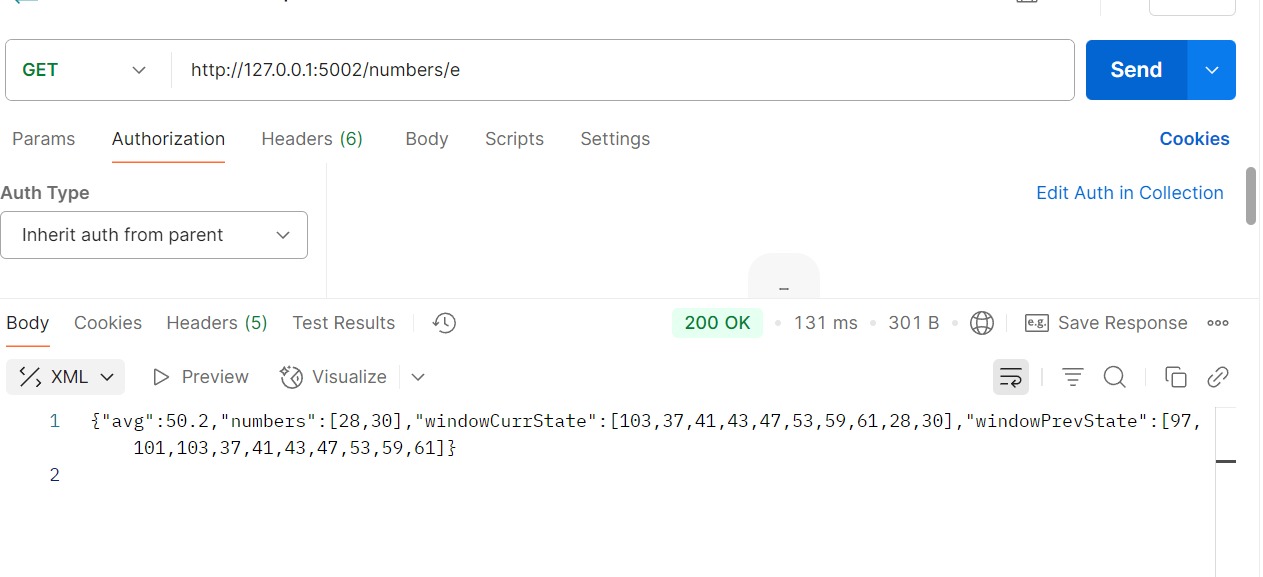 GET http://127.0.0.1:5002/numbers/e Send
Params Authorization Headers (6) Body Scripts Settings Cookies
Auth Type Edit Auth in Collection
Inherit auth from parent
Body Cookies Headers (5) Test Results 200 OK • 131 ms • 301 B • e.g. Save Response
XML Preview Visualize
1 {"avg":50.2,"numbers":[28,30],"windowCurrState":[103,37,41,43,47,53,59,61,28,30],"windowPrevState":[97,
101,103,37,41,43,47,53,59,61]}
2